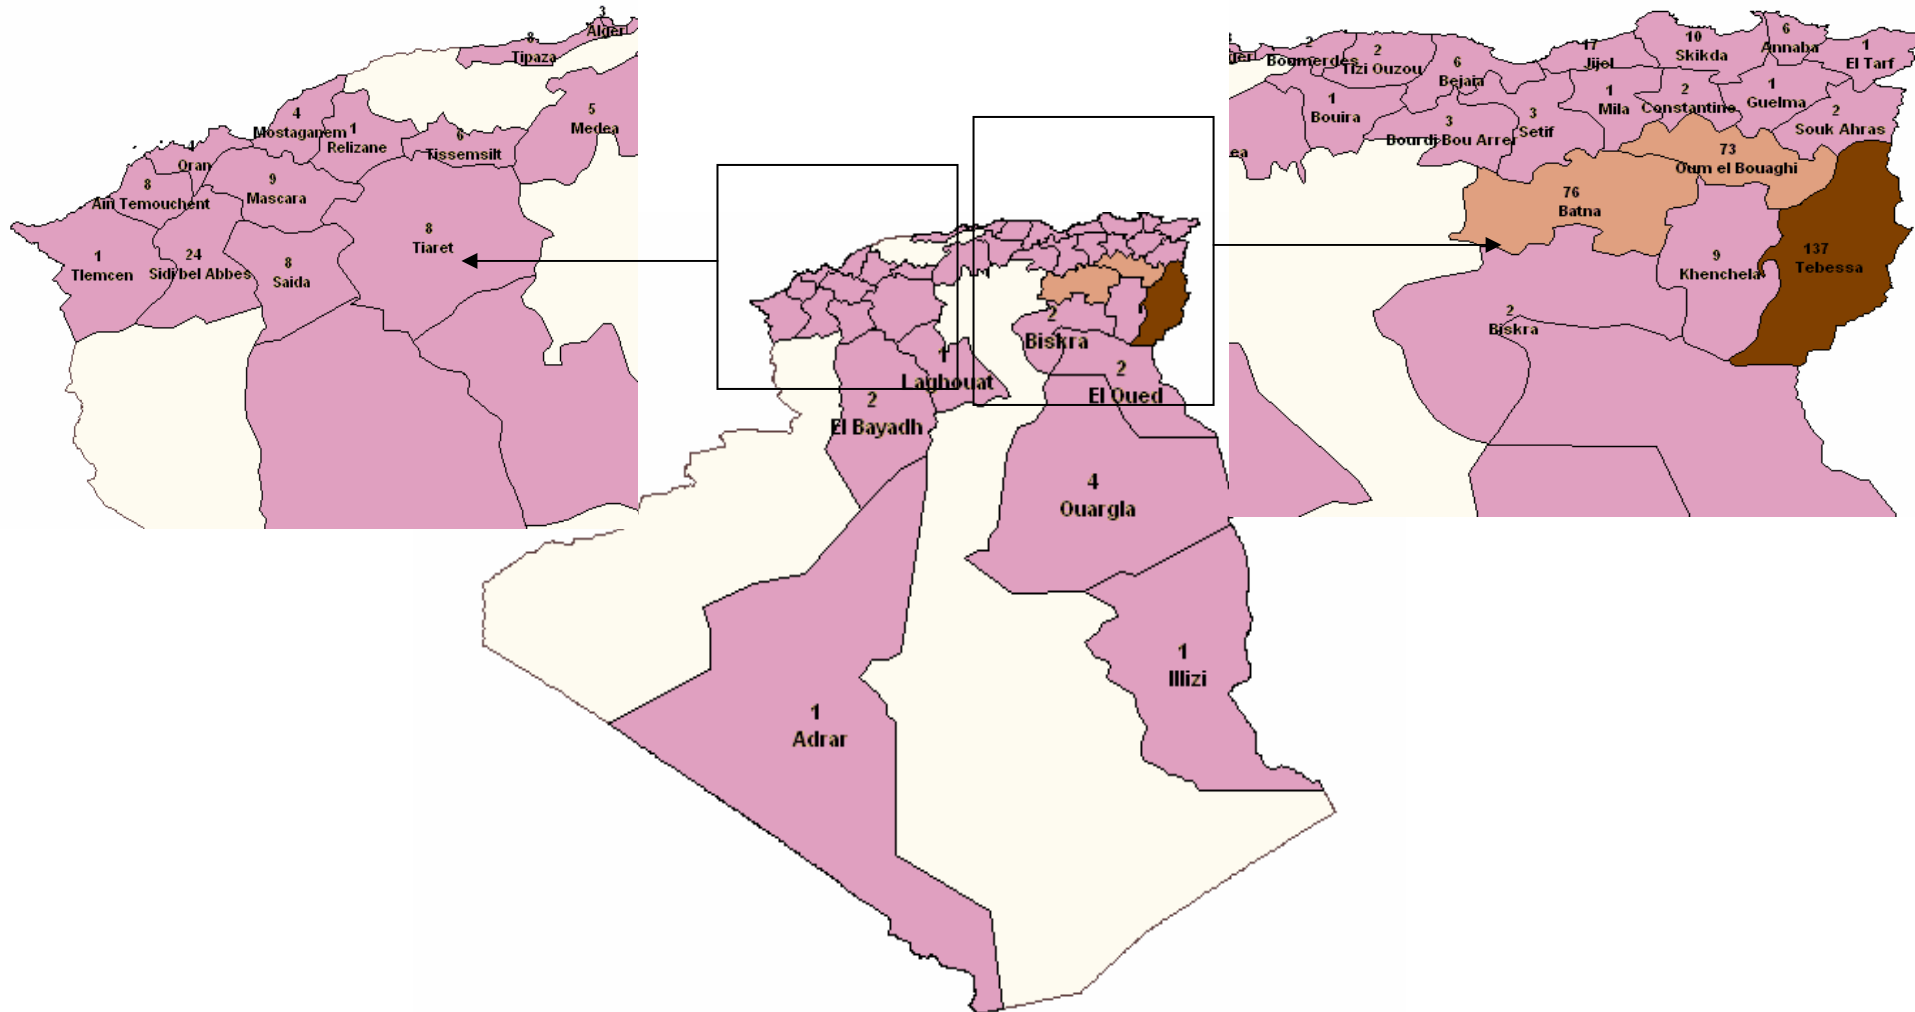 3
Alger
8
Tipaza
5
Medea
4
Mostaganem
1
Relizane
6
Tissemsilt
4
Oran
9
Mascara
8
Ain Temouchent
8
Tiaret
1
Tlemcen
24
Sidi bel Abbes
8
Saida
2
Boumerdes
2
Tizi Ouzou
6
Bejaia
17
Jijel
10
Skikda
6
Annaba
1
El Tarf
1
Bouira
3
Bourdj Bou Arrer
3
Setif
1
Mila
2
Constantine
1
Guelma
2
Souk Ahras
ea
73
Oum el Bouaghi
76
Batna
9
Khenchela
137
Tebessa
2
Biskra
2
Biskra
1
Laghouat
2
El Oued
2
El Bayadh
4
Ouargla
1
Illizi
1
Adrar